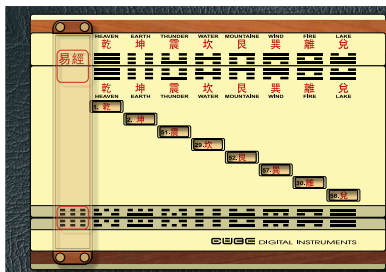 HEAVEN EARTH THUNDER WATER MOUNTAINE WIND FIRE LAKE
乾 坤 震 坎 艮 巽 離 兌
易經
乾 坤 震 坎 艮 巽 離 兌
HEAVEN EARTH THUNDER WATER MOUNTAINE WIND FIRE LAKE
1. 乾
2. 坤
51. 震
29. 坎
52. 艮
57. 巽
30. 離
58. 兌
CUBE DIGITAL INSTRUMENTS